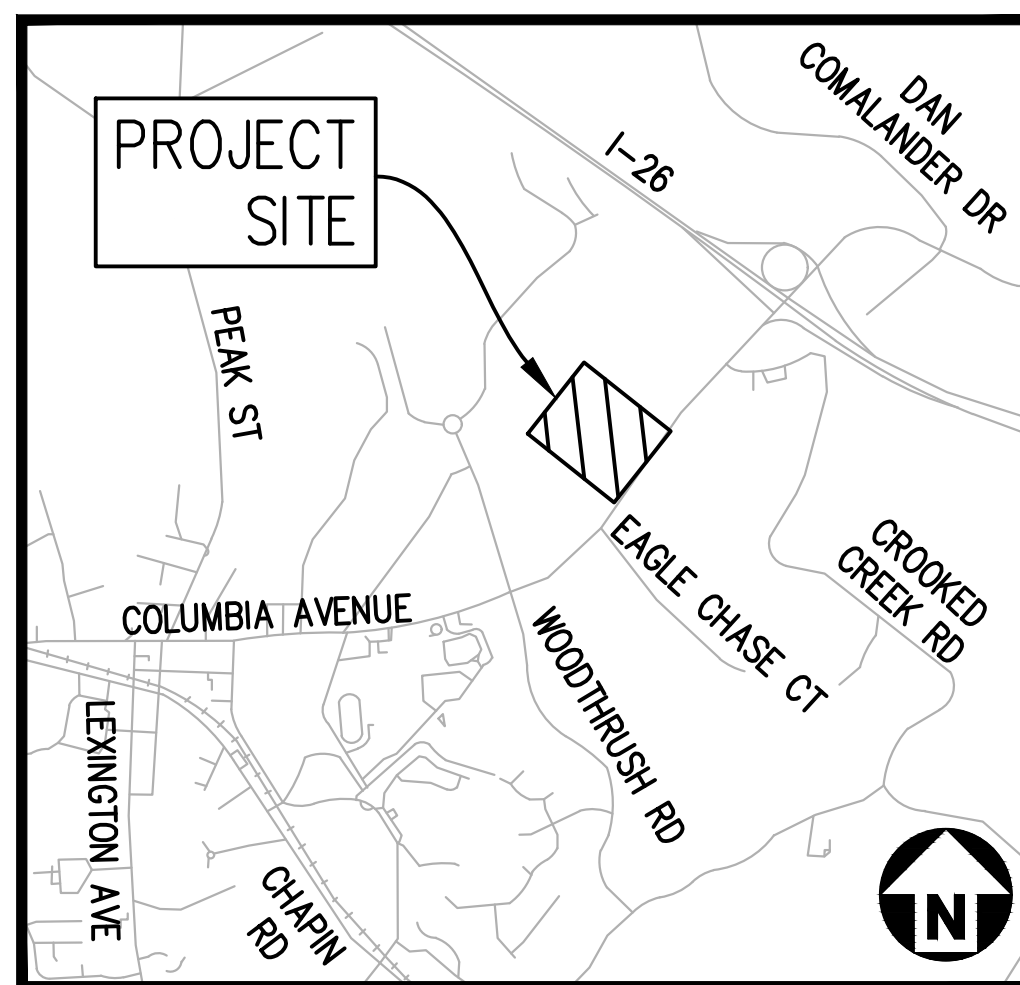 PROJECT
SITE
DAN
COMALANDER DR
I-26
PEAK ST
EAGLE CHASE CT
CROOKED
CREEK RD
COLUMBIA AVENUE
WOODTHRUSH RD
LEXINGTON AVE
CHAPIN
RD
N